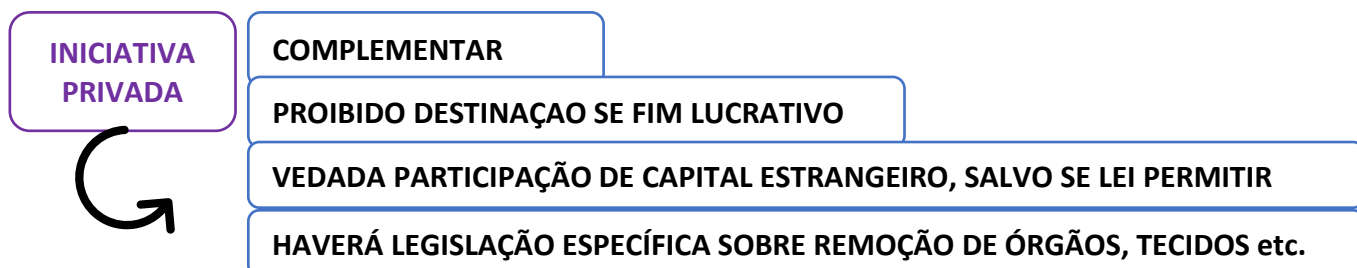 INICIATIVA
PRIVADA
COMPLEMENTAR
PROIBIDO DESTINAÇAO SE FIM LUCRATIVO
VEDADA PARTICIPAÇÃO DE CAPITAL ESTRANGEIRO, SALVO SE LEI PERMITIR
HAVERÁ LEGISLAÇÃO ESPECÍFICA SOBRE REMOÇÃO DE ÓRGÃOS, TECIDOS etc.